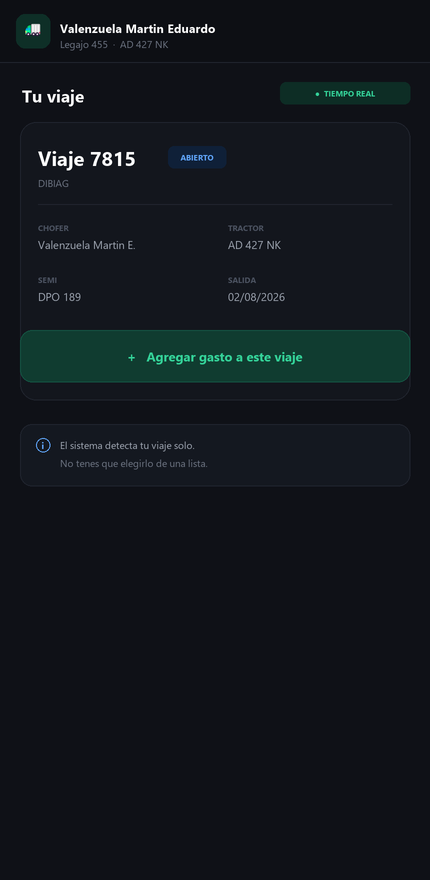 Valenzuela Martin Eduardo
Legajo 455 · AD 427 NK
Tu viaje
● TIEMPO REAL
Viaje 7815
ABIERTO
DIBIAG
CHOFER
TRACTOR
Valenzuela Martin E.
AD 427 NK
SEMI
SALIDA
DPO 189
02/08/2026
+ Agregar gasto a este viaje
El sistema detecta tu viaje solo.
No tenes que elegirlo de una lista.